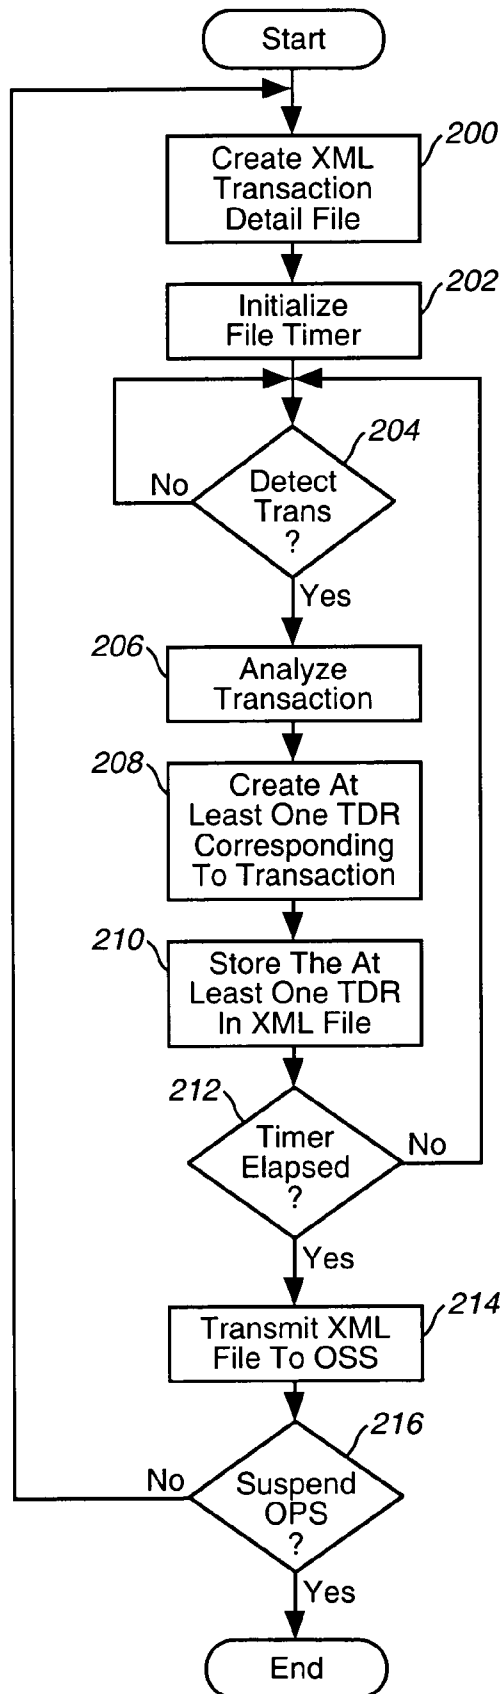 Start
200
Create XML
Transaction
Detail File
202
Initialize
File Timer
204
Detect
Trans
?
No
Yes
206
Analyze
Transaction
208
Create At
Least One TDR
Corresponding
To Transaction
210
Store The At
Least One TDR
In XML File
212
Timer
Elapsed
?
No
Yes
214
Transmit XML
File To OSS
216
Suspend
OPS
?
No
Yes
End